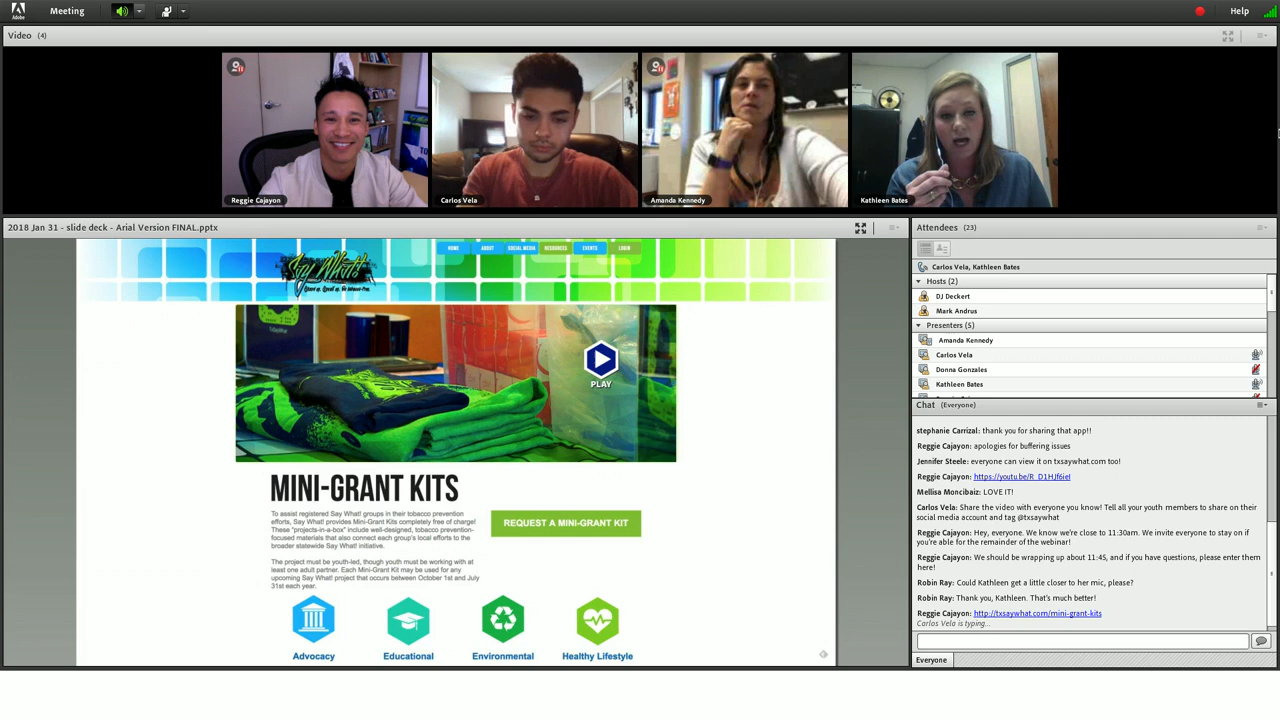 Adobe
Meeting
Help
Video (4)
Reggie Cajayon
Carlos Vela
Amanda Kennedy
Kathleen Bates
2018 Jan 31 - slide deck - Arial Version FINAL.pptx
HOME
ABOUT
SOCIAL MEDIA
RESOURCES
EVENTS
LOGIN
Say What!
PLAY
MINI-GRANT KITS
To assist registered Say What! groups in their tobacco prevention
efforts, Say What! provides Mini-Grant Kits completely free of charge!
These "projects-in-a-box" include well-designed, tobacco prevention-
focused materials that also connect each group's local efforts to the
broader statewide Say What! initiative.
The project must be youth-led, though youth must be working with at
least one adult partner. Each Mini-Grant Kit may be used for any
upcoming Say What! project that occurs between October 1st and July
31st each year.
REQUEST A MINI-GRANT KIT
Advocacy
Educational
Environmental
Healthy Lifestyle
Attendees (23)
Carlos Vela, Kathleen Bates
Hosts (2)
DJ Deckert
Mark Andrus
Presenters (5)
Amanda Kennedy
Carlos Vela
Donna Gonzales
Kathleen Bates
Chat (Everyone)
stephanie Carrizal: thank you for sharing that app!!
Reggie Cajayon: apologies for buffering issues
Jennifer Steele: everyone can view it on txsaywhat.com too!
Reggie Cajayon: https://youtu.be/R_D1HJf6ieI
Mellisa Moncibaiz: LOVE IT!
Carlos Vela: Share the video with everyone you know! Tell all your youth members to share on their
social media account and tag @txsaywhat
Reggie Cajayon: Hey, everyone. We know we're close to 11:30am. We invite everyone to stay on if
you're able for the remainder of the webinar!
Reggie Cajayon: We should be wrapping up about 11:45, and if you have questions, please enter them
here!
Robin Ray: Could Kathleen get a little closer to her mic, please?
Robin Ray: Thank you, Kathleen. That's much better!
Reggie Cajayon: http://txsaywhat.com/mini-grant-kits
Carlos Vela is typing...
Everyone